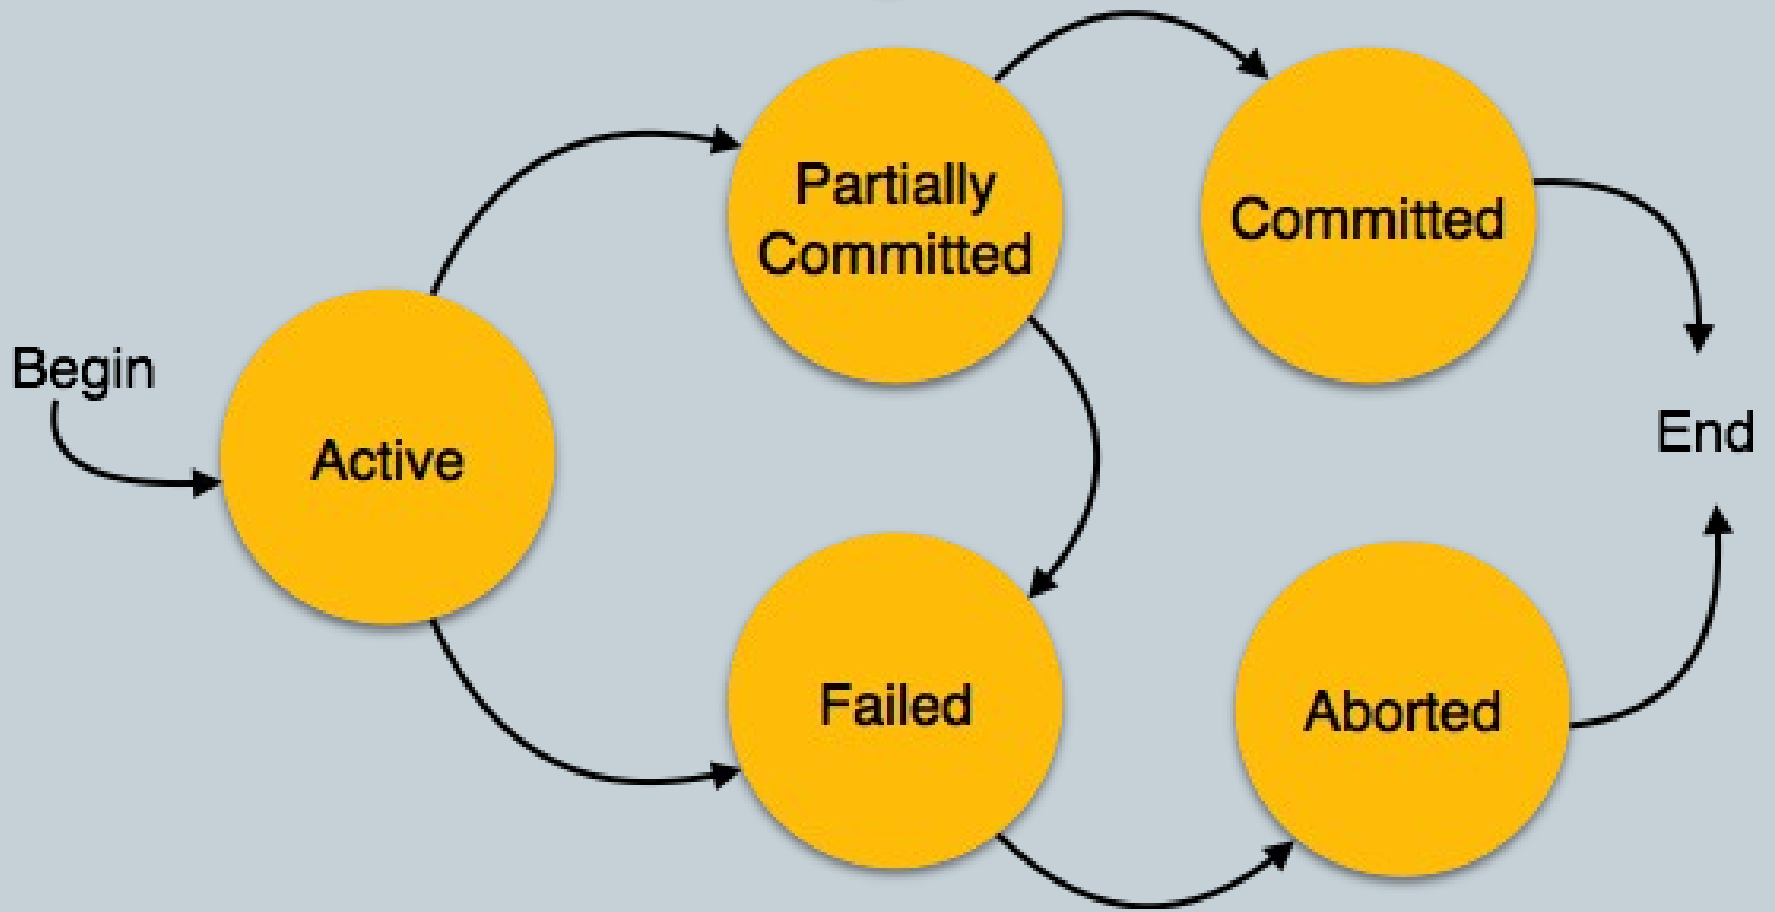 Begin
Active
Partially
Committed
Committed
Failed
Aborted
End